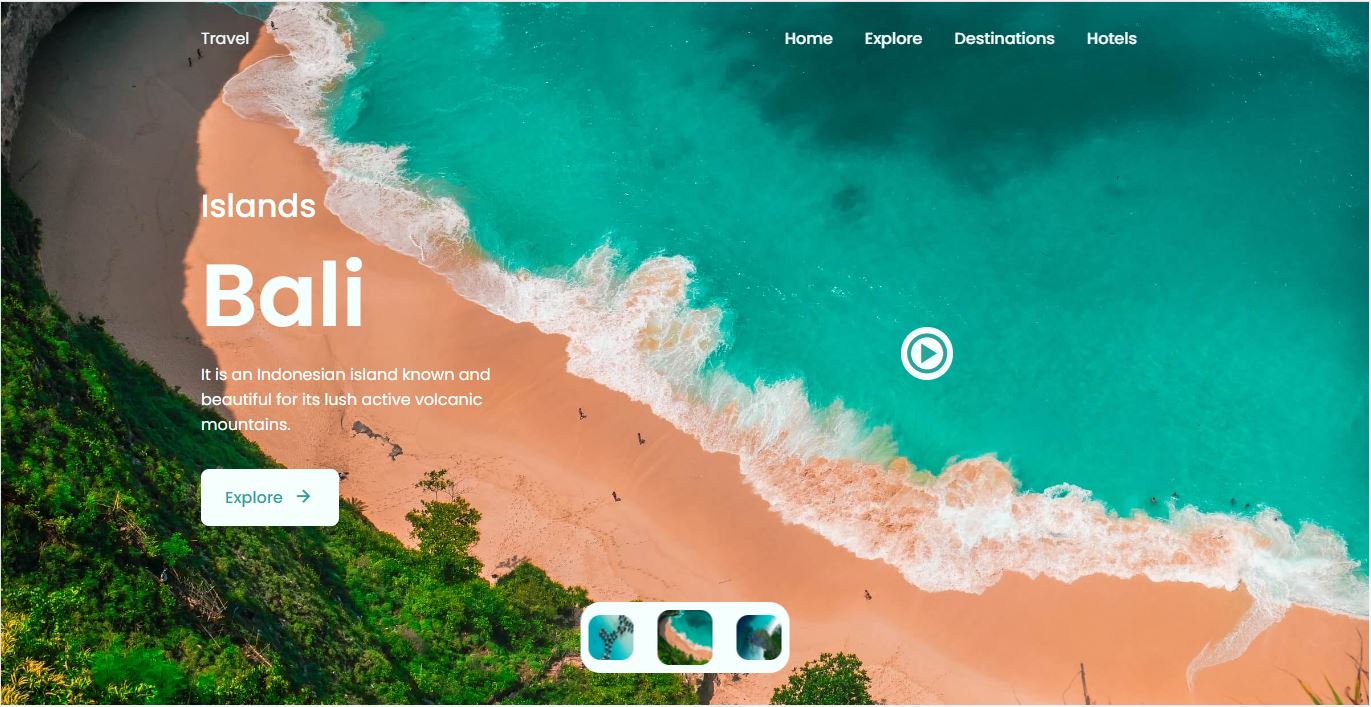 Travel Home Explore Destinations Hotels
Islands
Bali
It is an Indonesian island known and
beautiful for its lush active volcanic
mountains.
Explore